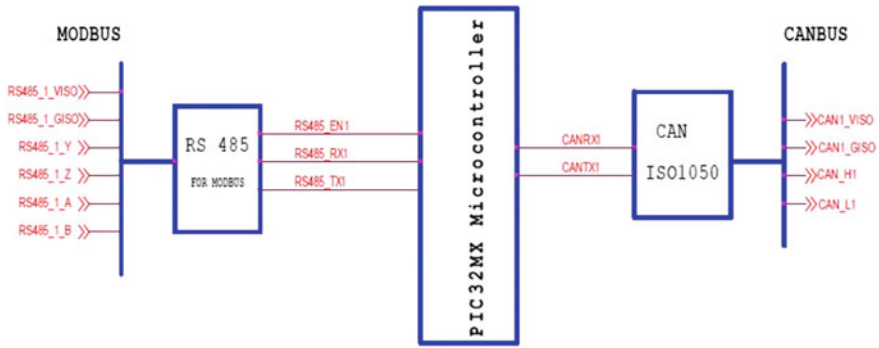 MODBUS
CANBUS
RS485_1_VISO
RS485_1_GISO
RS485_1_Y
RS485_1_Z
RS485_1_A
RS485_1_B
RS 485
FOR MODBUS
RS485_EN1
RS485_RX1
RS485_TX1
PIC32MX Microcontroller
CANRX1
CANTX1
CAN
ISO1050
CAN1_VISO
CAN1_GISO
CAN_H1
CAN_L1